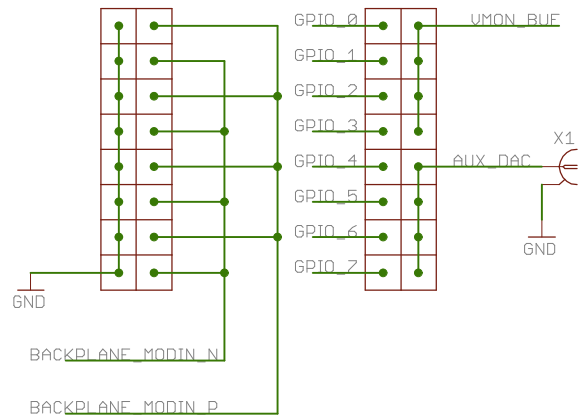 GPIO_0
VMON_BUF
GPIO_1
GPIO_2
GPIO_3
X1
GPIO_4
AUX_DAC
GPIO_5
GPIO_6
GND
GPIO_7
GND
BACKPLANE_MODIN_N
BACKPLANE_MODIN_P